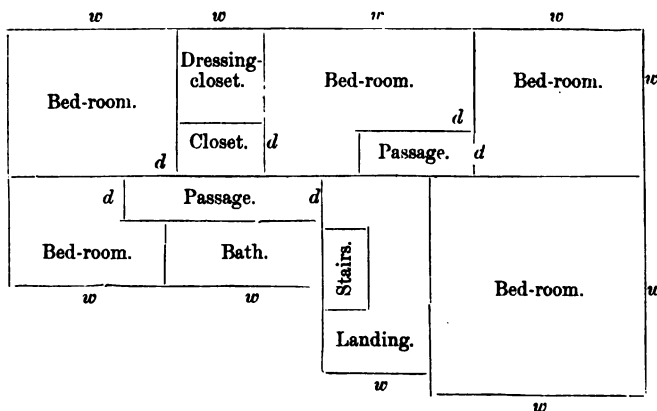 w w w w
Dressing-
closet.
Bed-room. Bed-room. Bed-room. w
Closet. d d
d Passage. d
d Passage. d
Bed-room. Bath. Stairs. Bed-room. w
w w
Landing.
w
w